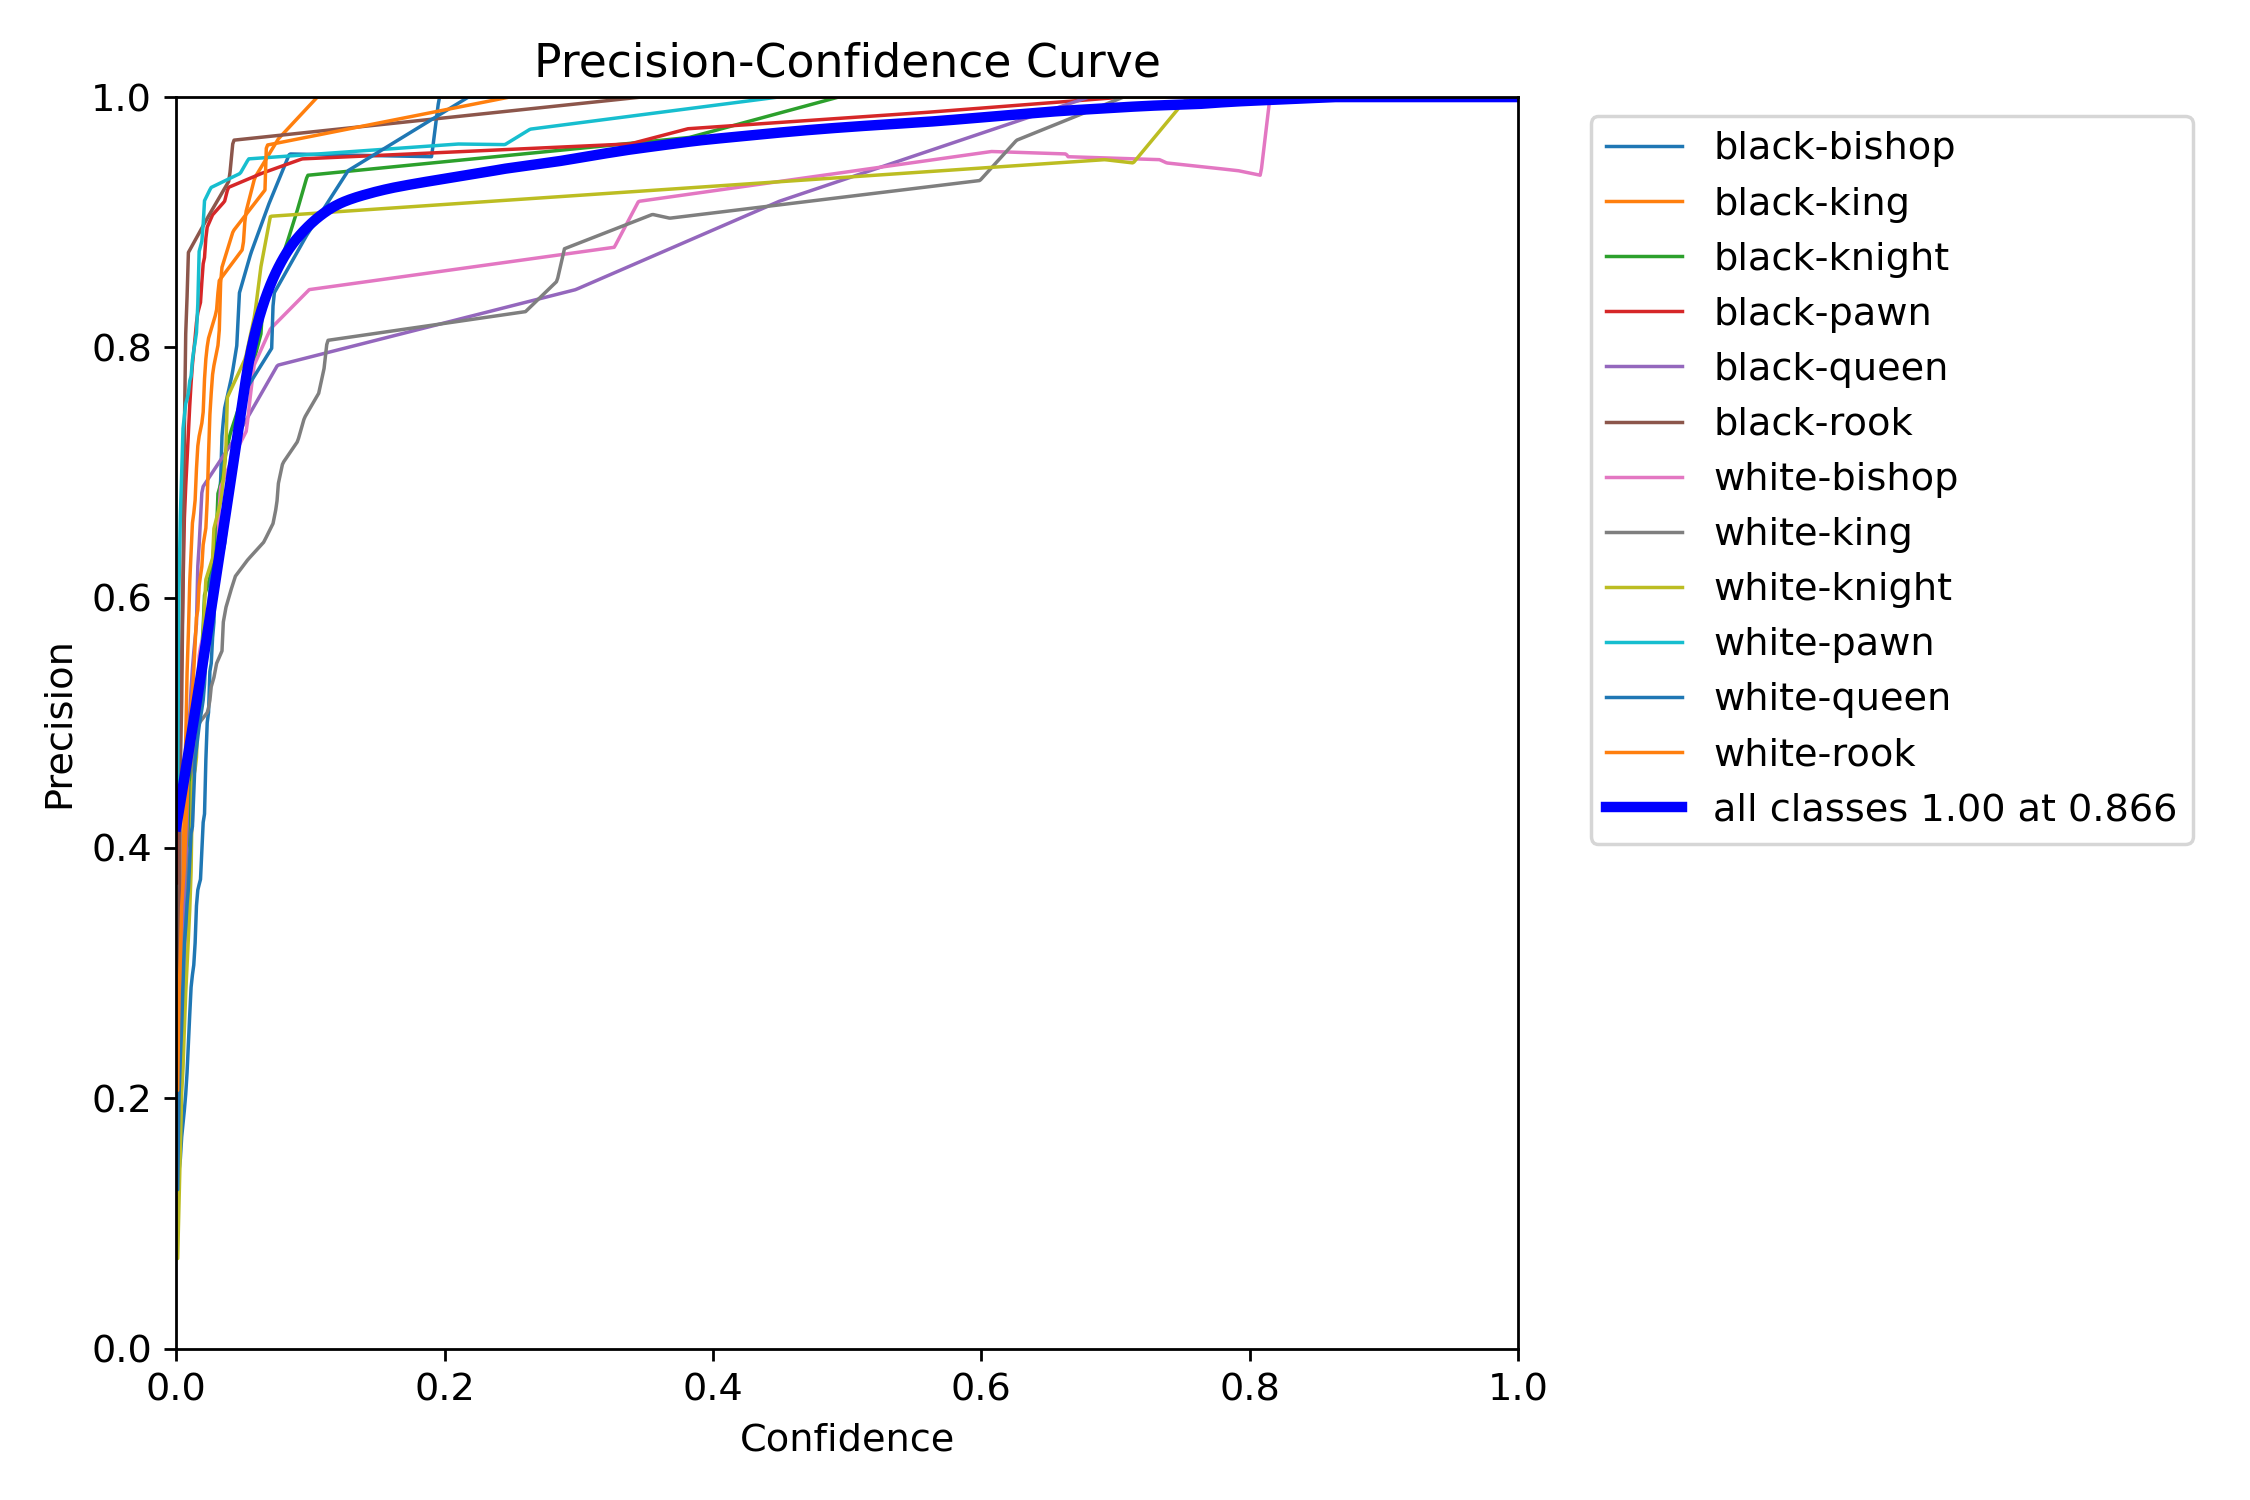 Precision-Confidence Curve
1.0
0.8
0.6
0.4
0.2
0.0
Precision
0.0 0.2 0.4 0.6 0.8 1.0
Confidence
black-bishop
black-king
black-knight
black-pawn
black-queen
black-rook
white-bishop
white-king
white-knight
white-pawn
white-queen
white-rook
all classes 1.00 at 0.866